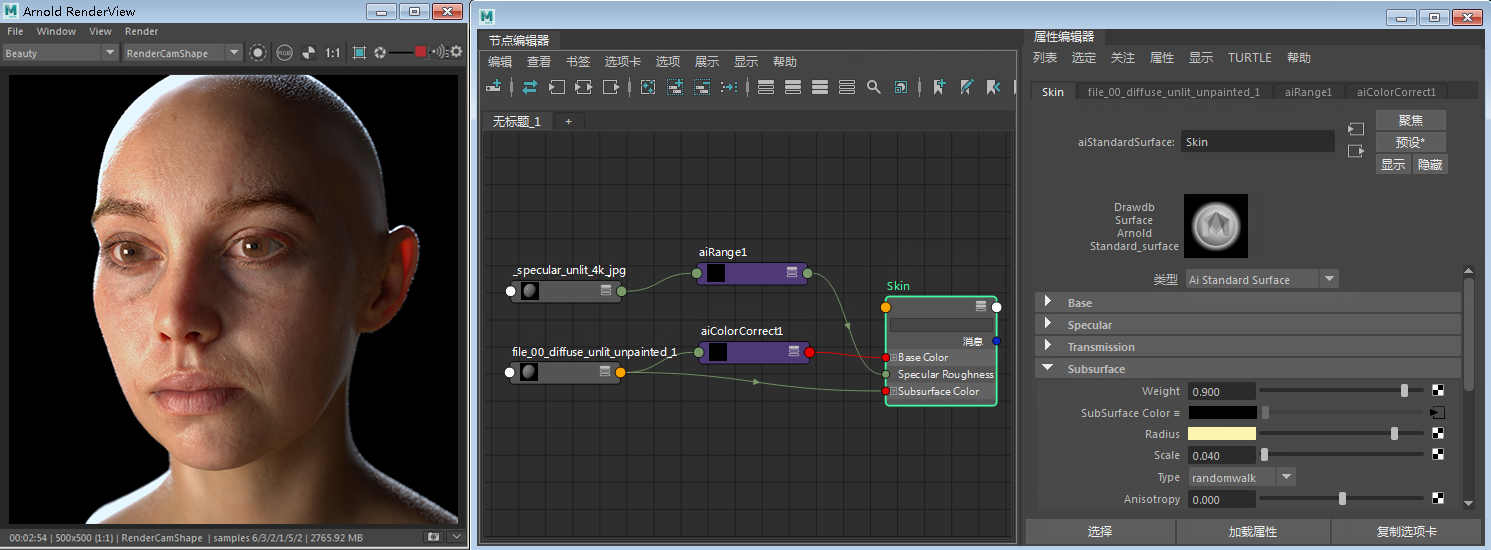 Arnold RenderView
File Window View Render
Beauty RenderCamShape RGB 1:1
00:02:54 | 500x500 (1:1) | RenderCamShape | samples 6/3/2/1/5/2 | 2765.92 MB
节点编辑器
编辑 查看 书签 选项卡 选项 展示 显示 帮助
无标题_1 +
aiRange1
_specular_unlit_4k_jpg
Skin
消息
aiColorCorrect1
file_00_diffuse_unlit_unpainted_1
Base Color
Specular Roughness
Subsurface Color
属性编辑器
列表 选定 关注 属性 显示 TURTLE 帮助
Skin file_00_diffuse_unlit_unpainted_1 aiRange1 aiColorCorrect1
聚焦
aiStandardSurface: Skin
预设*
显示 隐藏
Drawdb
Surface
Arnold
Standard_surface
类型 Ai Standard Surface
Base
Specular
Transmission
Subsurface
Weight 0.900
SubSurface Color
Radius
Scale 0.040
Type randomwalk
Anisotropy 0.000
选择 加载属性 复制选项卡